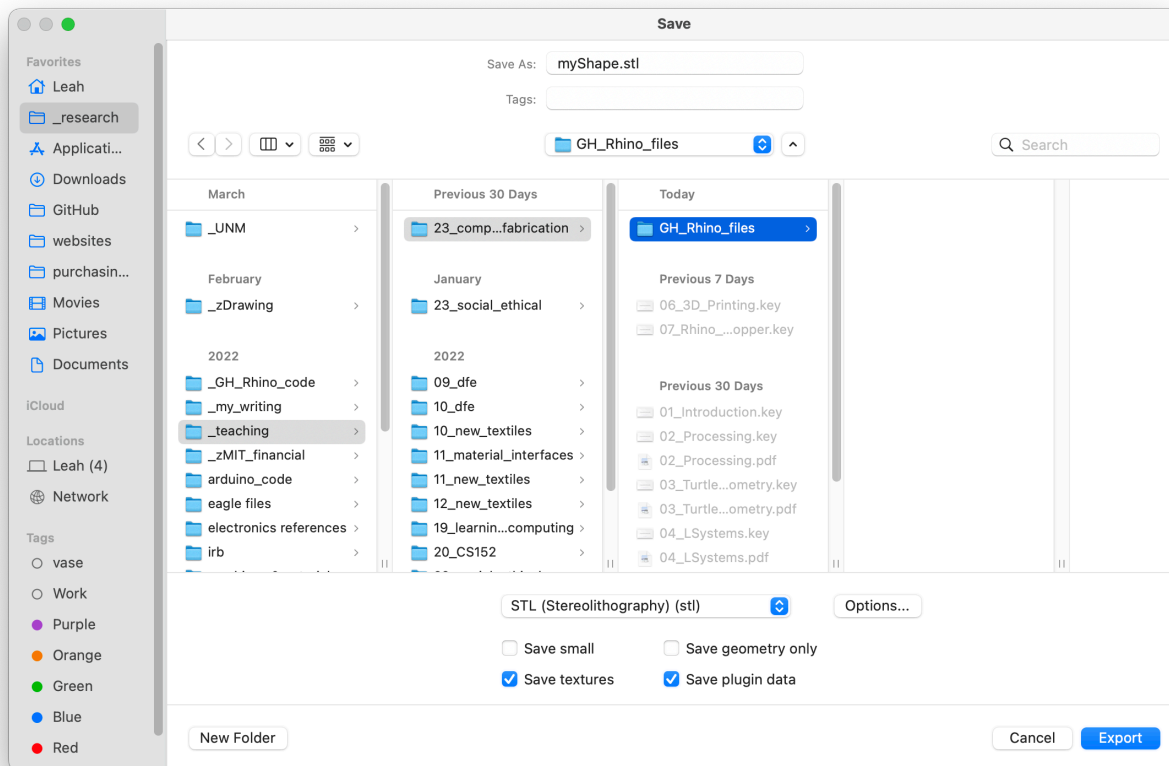 Save
Save As:
myShape.stl
Tags:
GH_Rhino_files
Search
Favorites
Leah
_research
Applicati...
Downloads
GitHub
websites
purchasin...
Movies
Pictures
Documents
iCloud
Locations
Leah (4)
Network
Tags
vase
Work
Purple
Orange
Green
Blue
Red
March
_UNM
February
_zDrawing
2022
_GH_Rhino_code
_my_writing
_teaching
_zMIT_financial
arduino_code
eagle files
electronics references
irb
Previous 30 Days
23_comp...fabrication
January
23_social_ethical
2022
09_dfe
10_dfe
10_new_textiles
11_material_interfaces
11_new_textiles
12_new_textiles
19_learnin...computing
20_CS152
Today
GH_Rhino_files
Previous 7 Days
06_3D_Printing.key
07_Rhino_...opper.key
Previous 30 Days
01_Introduction.key
02_Processing.key
02_Processing.pdf
03_Turtle...ometry.key
03_Turtle...ometry.pdf
04_LSystems.key
04_LSystems.pdf
STL (Stereolithography) (stl)
Options...
Save small
Save geometry only
Save textures
Save plugin data
New Folder
Cancel
Export